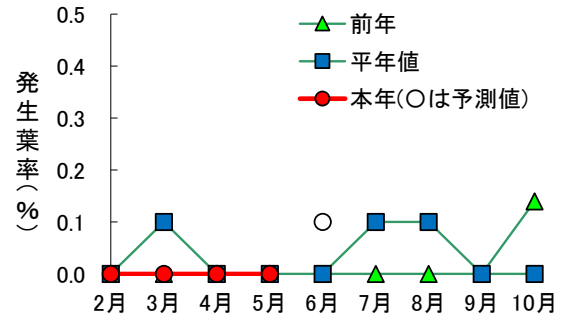 発生葉率(%)
0.5
0.4
0.3
0.2
0.1
0.0
前年
平年値
本年(○は予測値)
2月 3月 4月 5月 6月 7月 8月 9月 10月